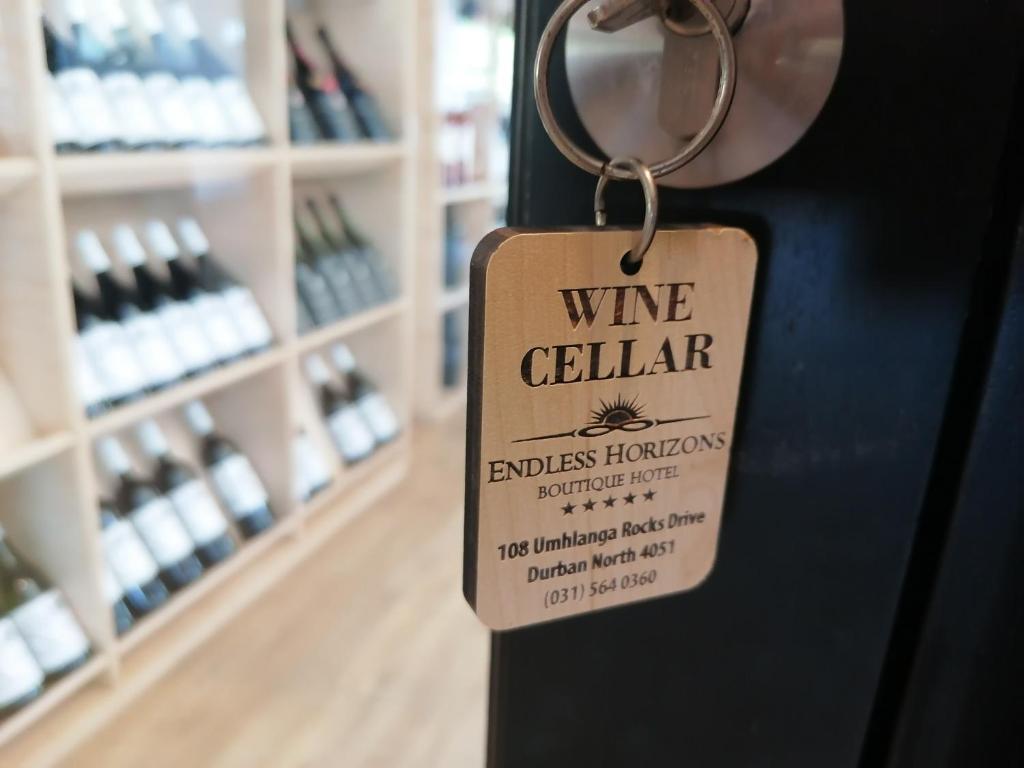 WINE
CELLAR
ENDLESS HORIZONS
BOUTIQUE HOTEL
★★★★★
108 Umhlanga Rocks Drive
Durban North 4051
(031) 564 0360